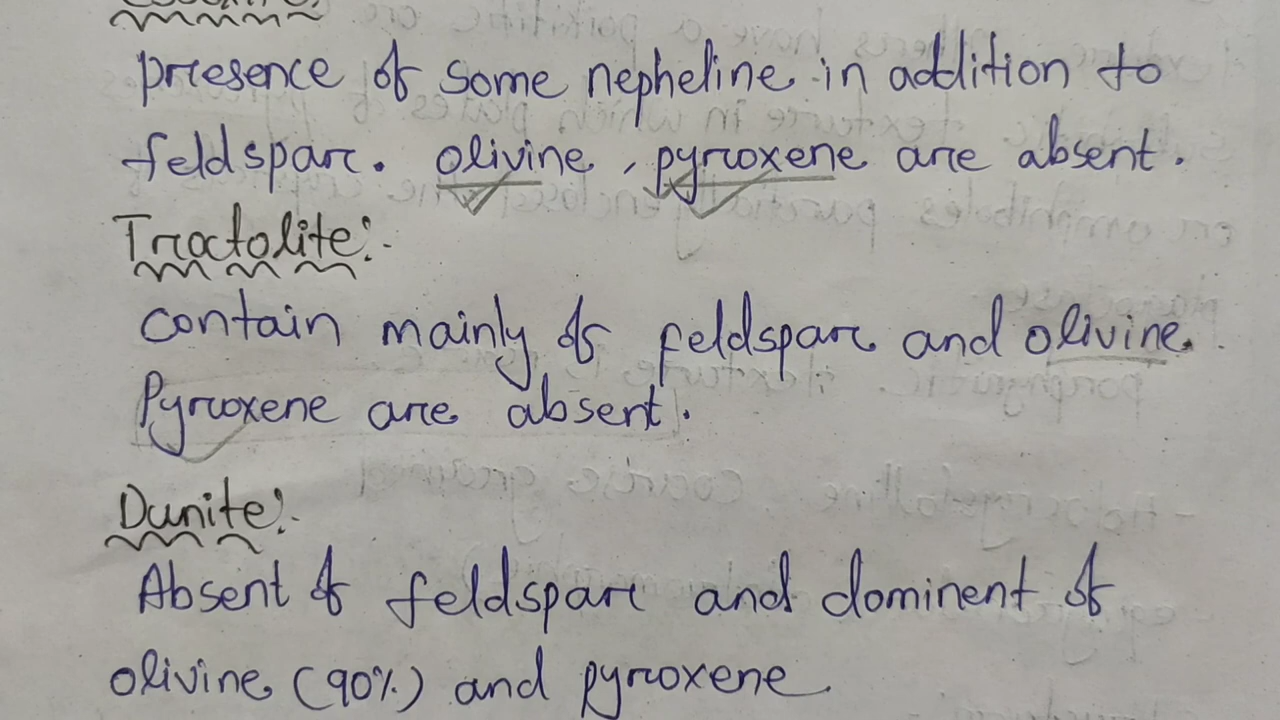 presence of some nepheline in addition to
feldspar. olivine, pyroxene are absent.
Troctolite:-
contain mainly of feldspar and olivine.
Pyroxene are absent.
Dunite:-
Absent of feldspar and dominent of
olivine (90%) and pyroxene